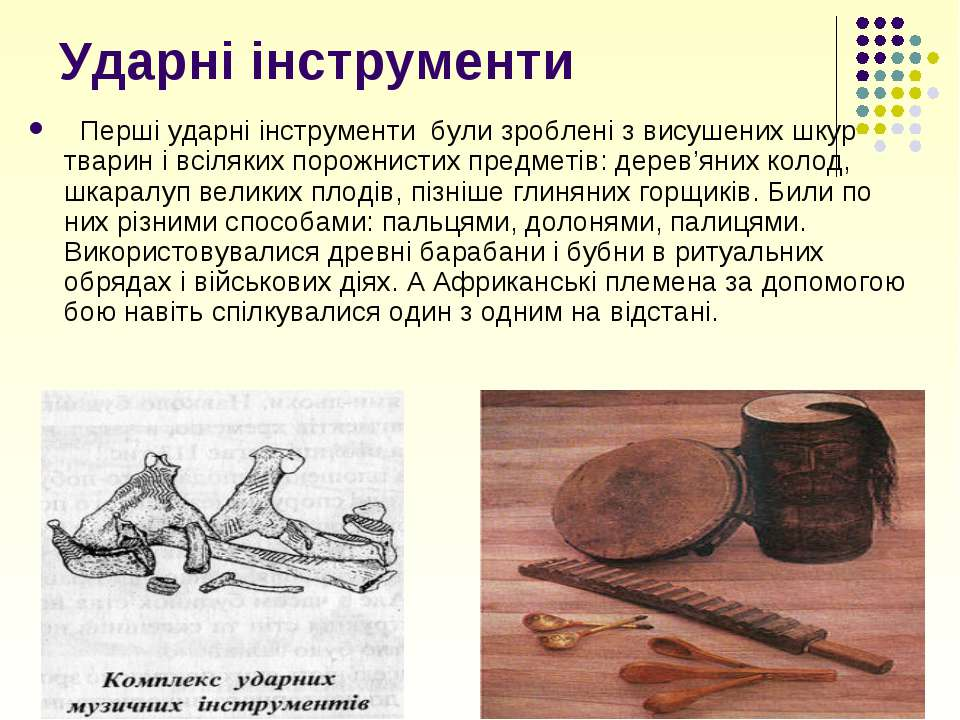 Ударні інструменти
Перші ударні інструменти були зроблені з висушених шкур
тварин і всіляких порожнистих предметів: дерев’яних колод,
шкаралуп великих плодів, пізніше глиняних горщиків. Били по
них різними способами: пальцями, долонями, палицями.
Використовувалися древні барабани і бубни в ритуальних
обрядах і військових діях. А Африканські племена за допомогою
бою навіть спілкувалися один з одним на відстані.
Комплекс ударних
музичних інструментів